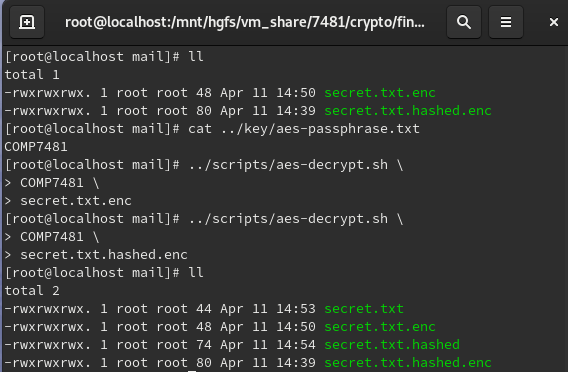 root@localhost:/mnt/hgfs/vm_share/7481/crypto/fin...
[root@localhost mail]# ll
total 1
-rwxrwxrwx. 1 root root 48 Apr 11 14:50 secret.txt.enc
-rwxrwxrwx. 1 root root 80 Apr 11 14:39 secret.txt.hashed.enc
[root@localhost mail]# cat ../key/aes-passphrase.txt
COMP7481
[root@localhost mail]# ../scripts/aes-decrypt.sh \
> COMP7481 \
> secret.txt.enc
[root@localhost mail]# ../scripts/aes-decrypt.sh \
> COMP7481 \
> secret.txt.hashed.enc
[root@localhost mail]# ll
total 2
-rwxrwxrwx. 1 root root 44 Apr 11 14:53 secret.txt
-rwxrwxrwx. 1 root root 48 Apr 11 14:50 secret.txt.enc
-rwxrwxrwx. 1 root root 74 Apr 11 14:54 secret.txt.hashed
-rwxrwxrwx. 1 root root 80 Apr 11 14:39 secret.txt.hashed.enc